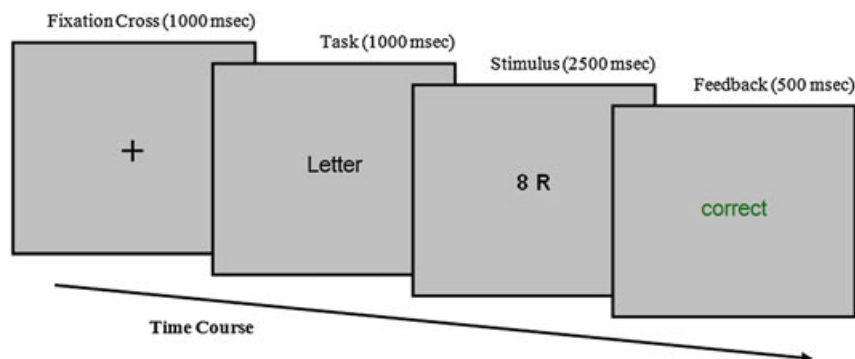 Fixation Cross (1000 msec)
Task (1000 msec)
Stimulus (2500 msec)
Feedback (500 msec)
+
Letter
8 R
correct
Time Course